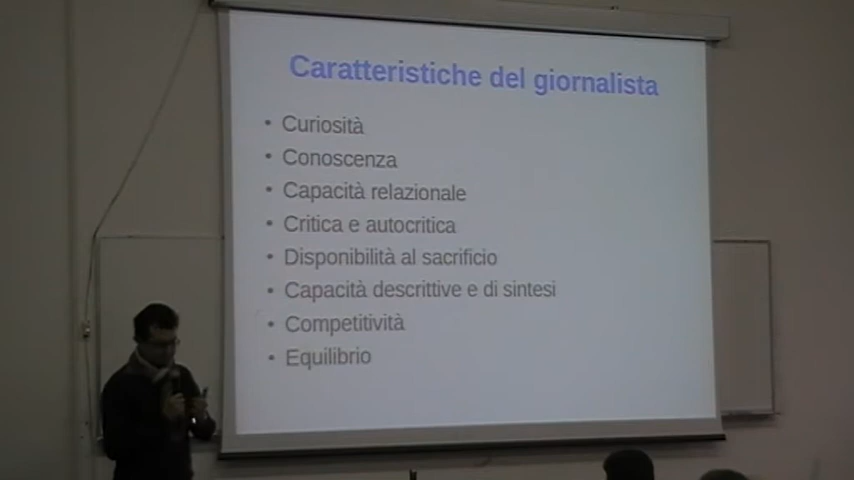 Caratteristiche del giornalista
• Curiosità
• Conoscenza
• Capacità relazionale
• Critica e autocritica
• Disponibilità al sacrificio
• Capacità descrittive e di sintesi
• Competitività
• Equilibrio